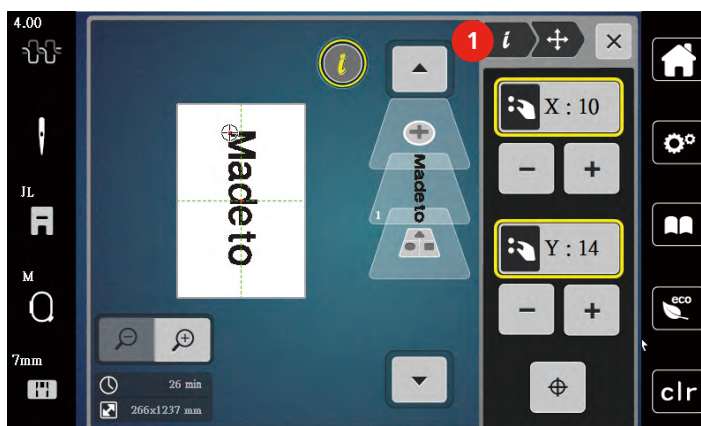 4.00
1 i
i
X : 10
- +
JL
Made to
Made to
1
Y : 14
M
- +
eco
7mm
26 min
266x1237 mm
clr